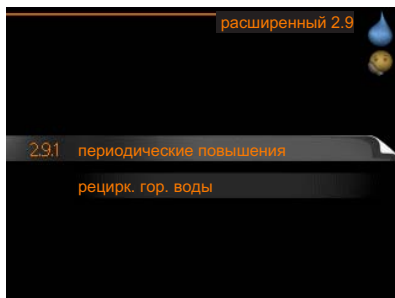 расширенный 2.9
2.9.1 периодические повышения
рецирк. гор. воды